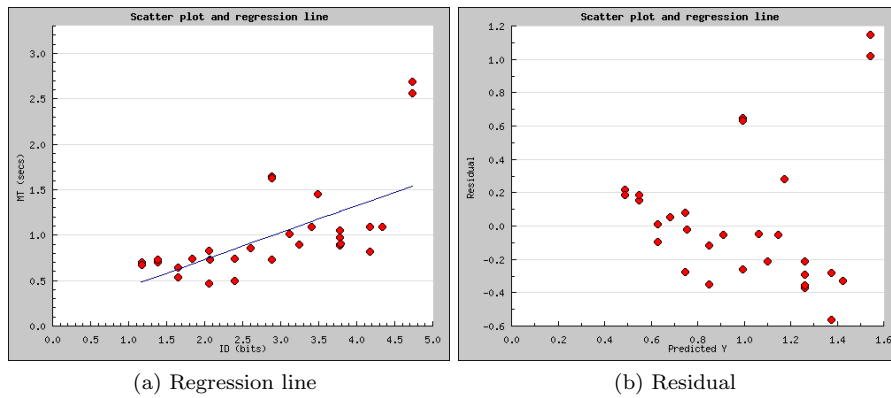 Scatter plot and regression line
MT (secs)
3.0
2.5
2.0
1.5
1.0
0.5
0.0
0.0 0.5 1.0 1.5 2.0 2.5 3.0 3.5 4.0 4.5 5.0
ID (bits)
(a) Regression line
Scatter plot and regression line
Residual
1.2
1.0
0.8
0.6
0.4
0.2
0.0
-0.2
-0.4
-0.6
0.0 0.2 0.4 0.6 0.8 1.0 1.2 1.4 1.6
Predicted Y
(b) Residual